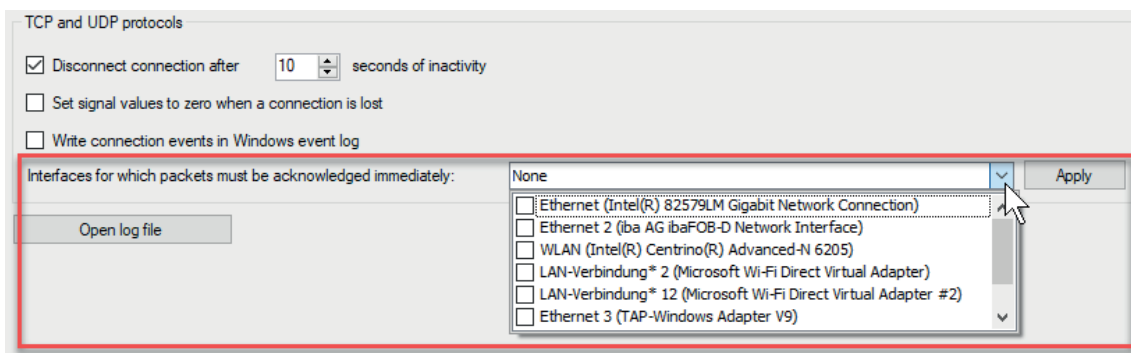 TCP and UDP protocols
Disconnect connection after 10 seconds of inactivity
Set signal values to zero when a connection is lost
Write connection events in Windows event log
Interfaces for which packets must be acknowledged immediately: None Apply
Ethernet (Intel(R) 82579LM Gigabit Network Connection)
Open log file
Ethernet 2 (iba AG ibaFOB-D Network Interface)
WLAN (Intel(R) Centrino(R) Advanced-N 6205)
LAN-Verbindung* 2 (Microsoft Wi-Fi Direct Virtual Adapter)
LAN-Verbindung* 12 (Microsoft Wi-Fi Direct Virtual Adapter #2)
Ethernet 3 (TAP-Windows Adapter V9)